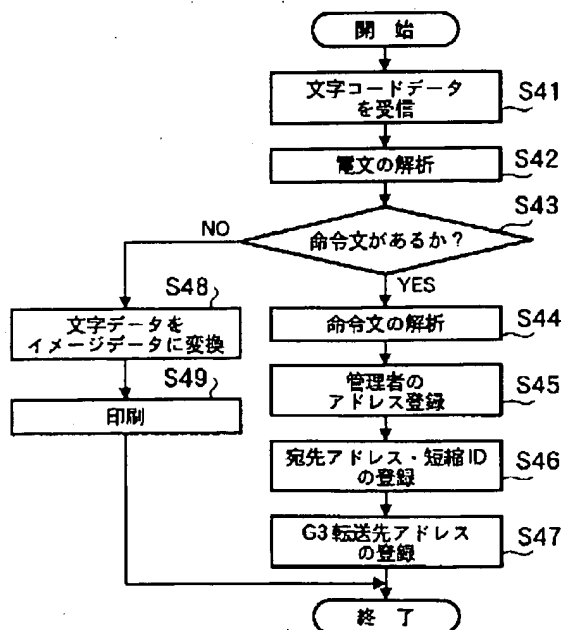 開 始
文字コードデータ
を受信
S41
電文の解析
S42
命令文があるか？
S43
NO
YES
S48
文字データを
イメージデータに変換
命令文の解析
S44
S49
印刷
管理者の
アドレス登録
S45
宛先アドレス・短縮ID
の登録
S46
G3転送先アドレス
の登録
S47
終 了